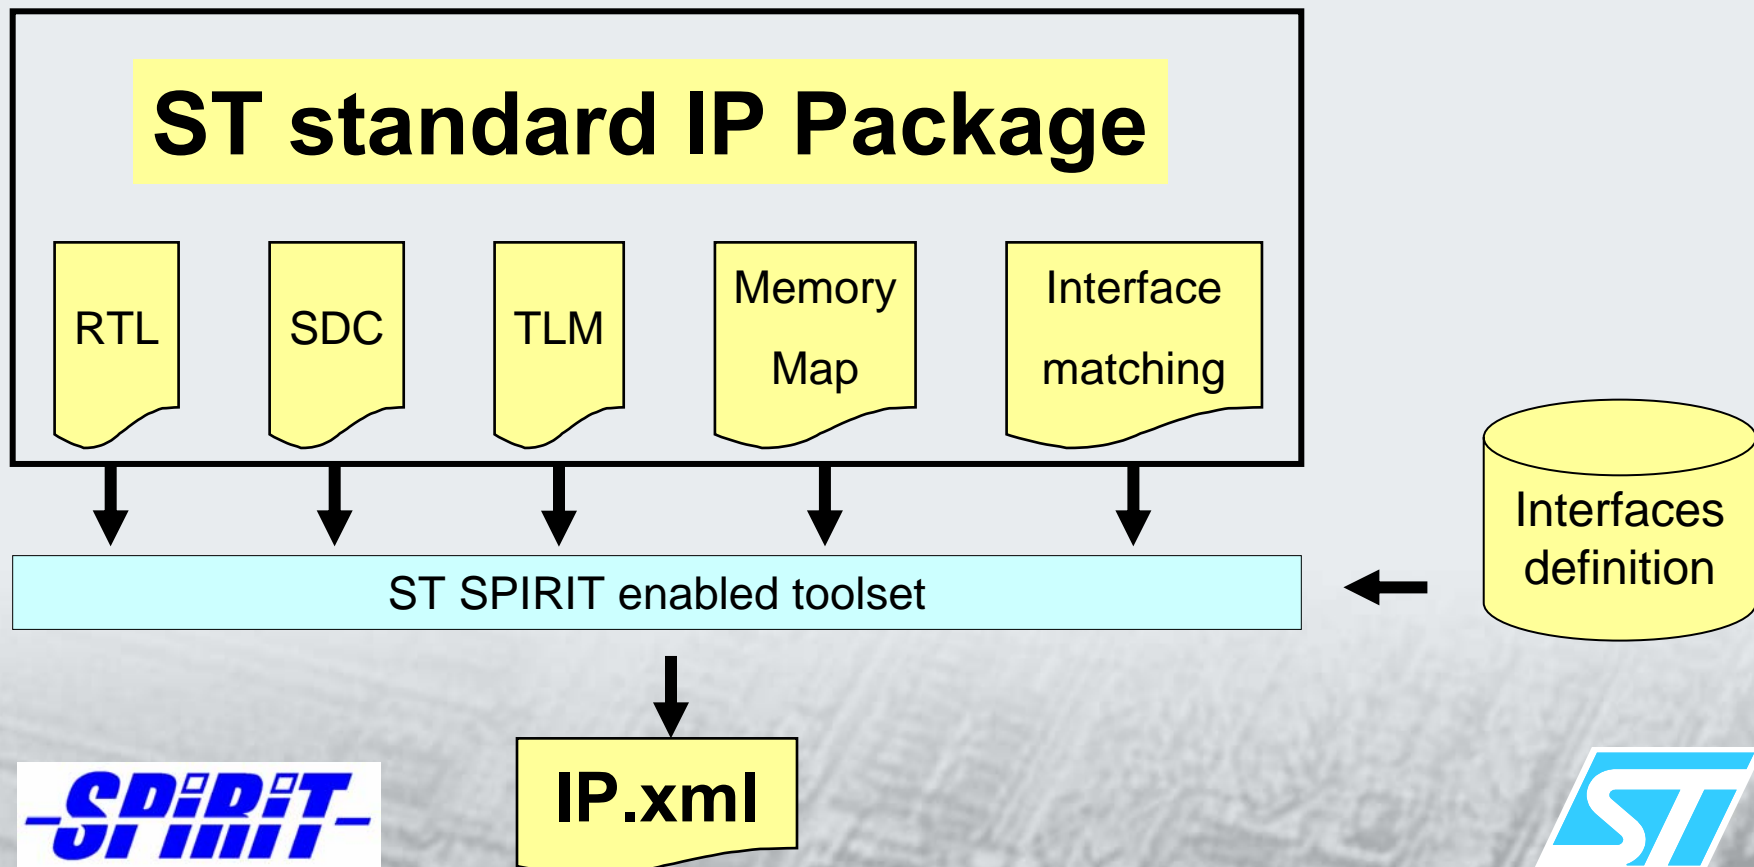 ST standard IP Package
RTL
SDC
TLM
Memory
Map
Interface
matching
Interfaces
definition
ST SPIRIT enabled toolset
IP.xml
SPiRiT
ST